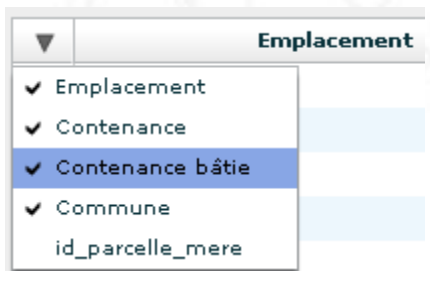 Emplacement
Emplacement
Contenance
Contenance bâtie
Commune
id_parcelle_mere